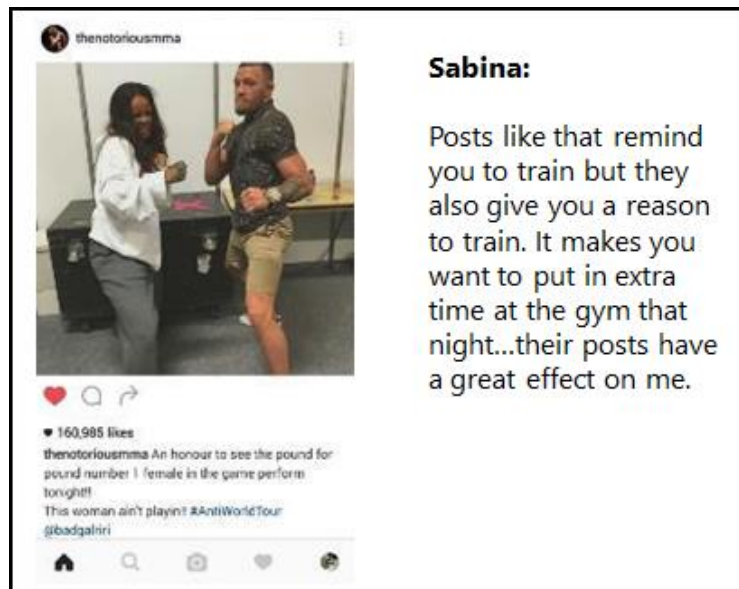 thenotoriousmma
160,985 likes
thenotoriousmma An honour to see the pound for
pound number 1 female in the game perform
tonight!!
This woman ain't playin!! #AntiWorldTour
@badgalriri
Sabina:
Posts like that remind
you to train but they
also give you a reason
to train. It makes you
want to put in extra
time at the gym that
night...their posts have
a great effect on me.